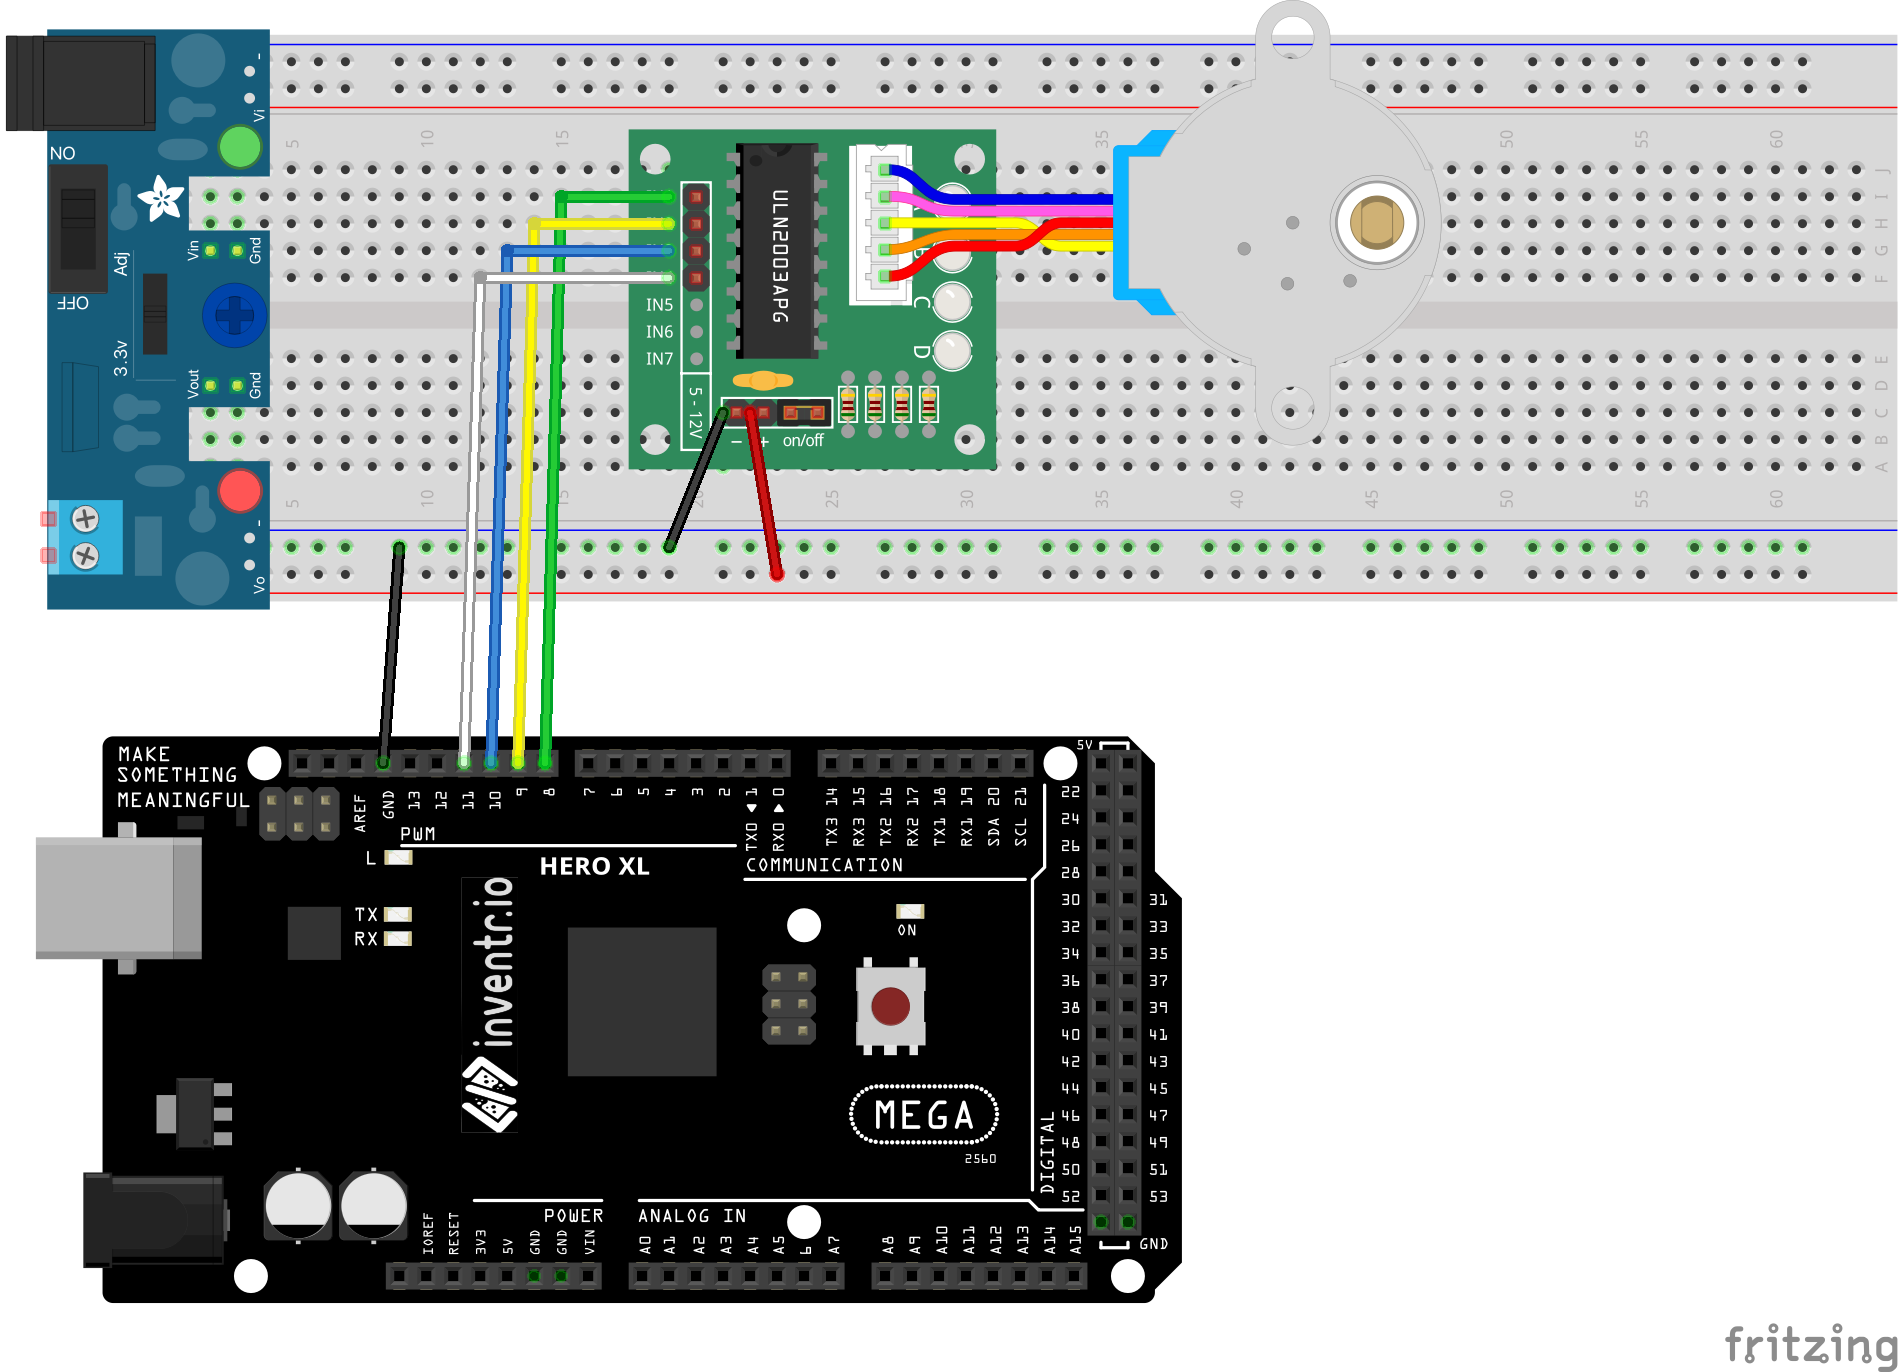 Vi
-
ON
OFF
Adj
3.3v
Vin
Gnd
Vout
Gnd
-
Vo
5
10
15
35
50
55
60
J
I
H
G
F
ULN2003APG
IN5
IN6
IN7
5 - 12V
- + on/off
C
D
E
D
C
B
A
5
10
15
20
25
30
35
40
45
50
55
60
MAKE
SOMETHING
MEANINGFUL
AREF
GND
13
12
11
10
9
8
7
6
5
4
3
2
TX0 1
RX0 0
TX3 14
RX3 15
TX2 16
RX2 17
TX1 18
RX1 19
SDA 20
SCL 21
5V
PWM
L
HERO XL
COMMUNICATION
TX
RX
inventr.io
ON
22
24
26
28
30 31
32 33
34 35
36 37
38 39
40 41
42 43
44 45
46 47
48 49
50 51
52 53
DIGITAL
GND
MEGA
2560
POWER
ANALOG IN
IOREF
RESET
3V3
5V
GND
GND
VIN
A0
A1
A2
A3
A4
A5
6
A7
A8
A9
A10
A11
A12
A13
A14
A15
fritzing